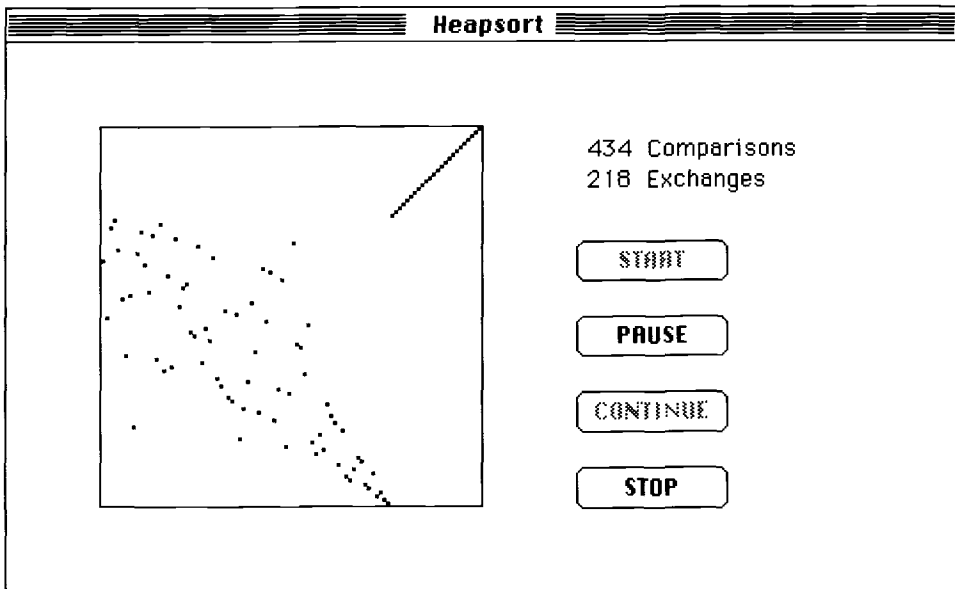 Heapsort
434 Comparisons
218 Exchanges
START
PAUSE
CONTINUE
STOP